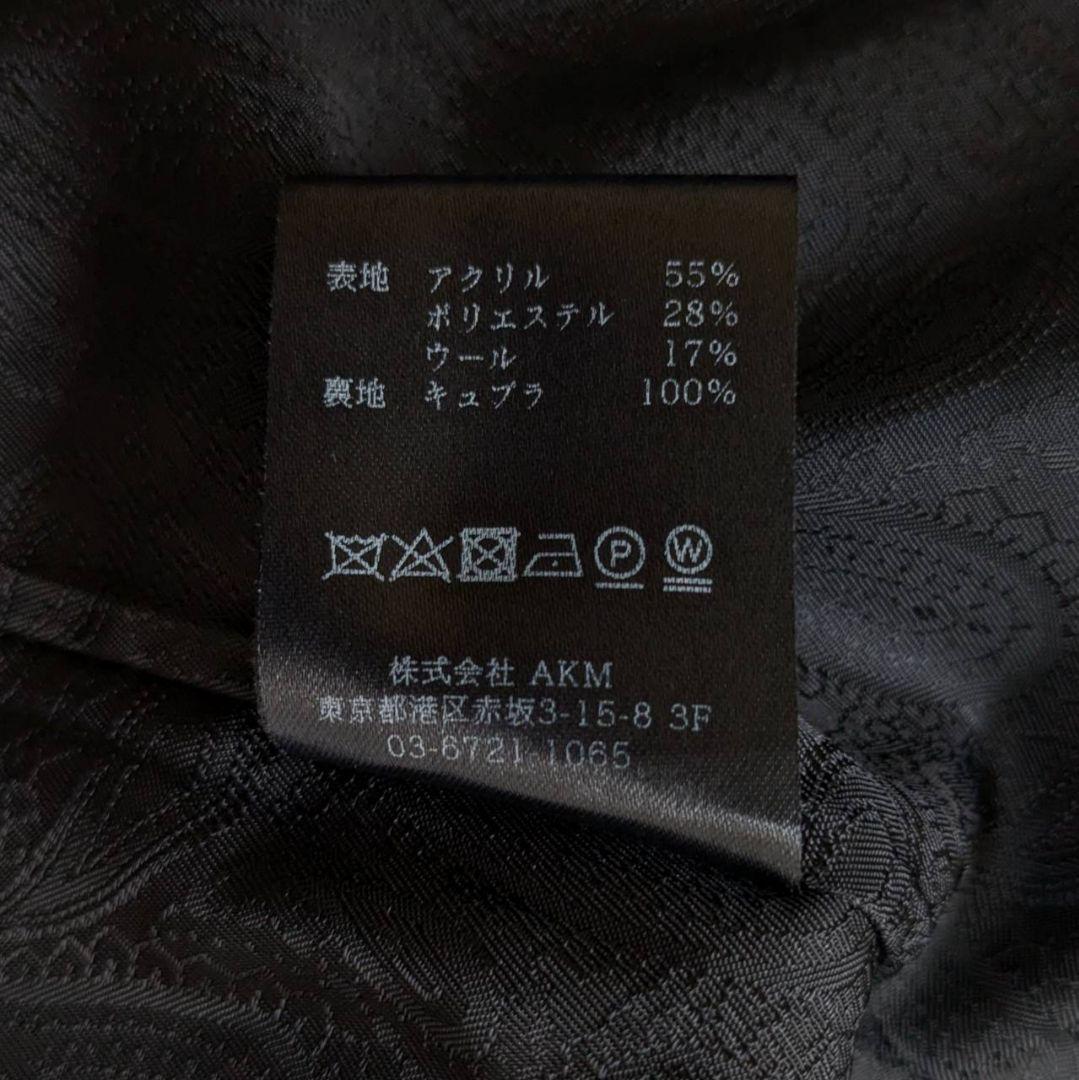 表地 アクリル 55%
ポリエステル 28%
ウール 17%
裏地 キュプラ 100%
P W
株式会社 AKM
東京都港区赤坂3-15-8 3F
03-6721-1065